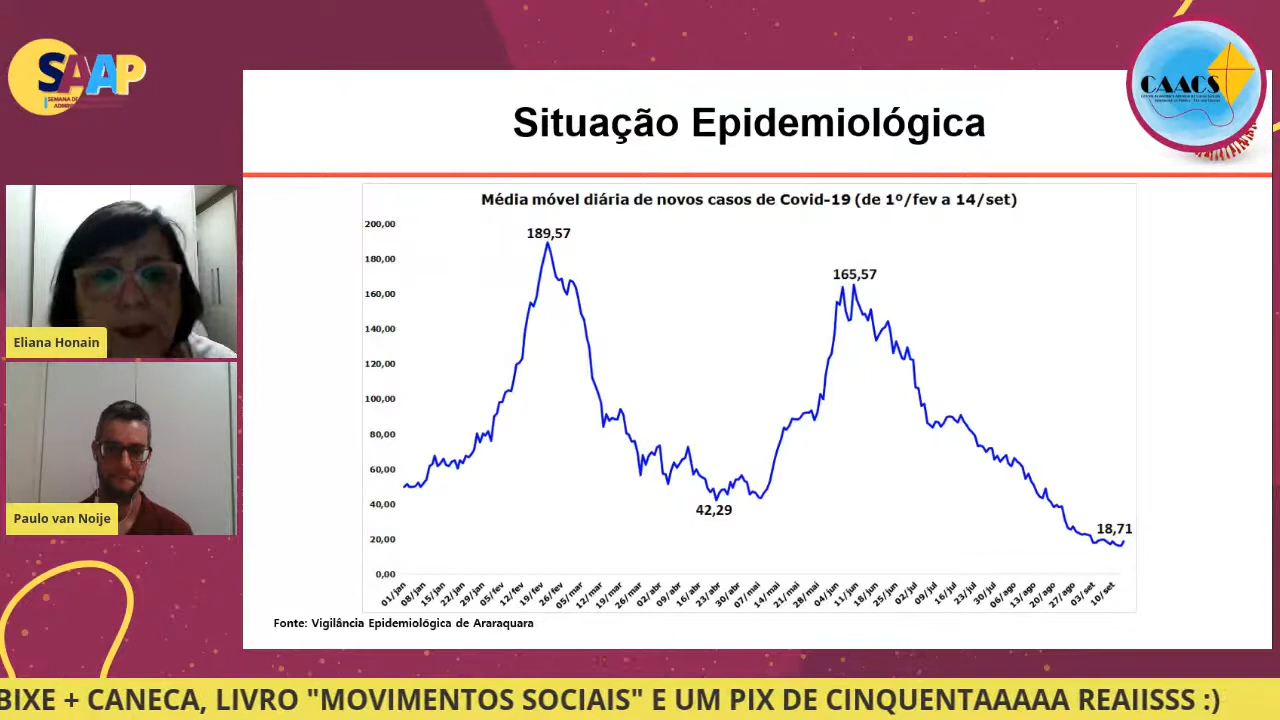 SAAP
SEMANA DE
CAACS
Situação Epidemiológica
Média móvel diária de novos casos de Covid-19 (de 1º/fev a 14/set)
200,00
180,00
160,00
140,00
120,00
100,00
80,00
60,00
40,00
20,00
0,00
189,57
165,57
42,29
18,71
01/jan
08/jan
15/jan
22/jan
29/jan
05/fev
12/fev
19/fev
26/fev
05/mar
12/mar
19/mar
26/mar
02/abr
09/abr
16/abr
23/abr
30/abr
07/mai
14/mai
21/mai
28/mai
04/jun
11/jun
18/jun
25/jun
02/jul
09/jul
16/jul
23/jul
30/jul
06/ago
13/ago
20/ago
27/ago
03/set
10/set
Eliana Honain
Paulo van Noije
Fonte: Vigilância Epidemiológica de Araraquara
BIXE + CANECA, LIVRO "MOVIMENTOS SOCIAIS" E UM PIX DE CINQUENTAAAAA REAIISSS :)